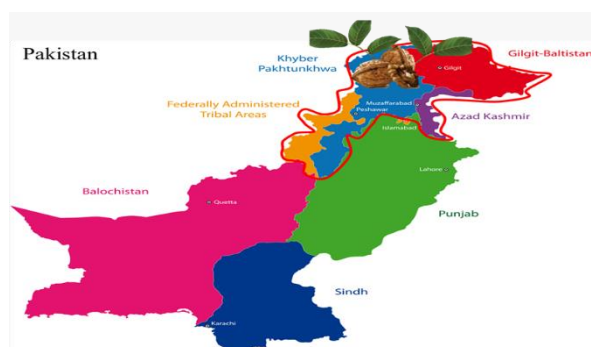 Pakistan
Khyber
Pakhtunkhwa
Gilgit-Baltistan
Gilgit
Federally Administered
Tribal Areas
Muzaffarabad
Peshawar
Azad Kashmir
Islamabad
Lahore
Balochistan
Quetta
Punjab
Sindh
Karachi